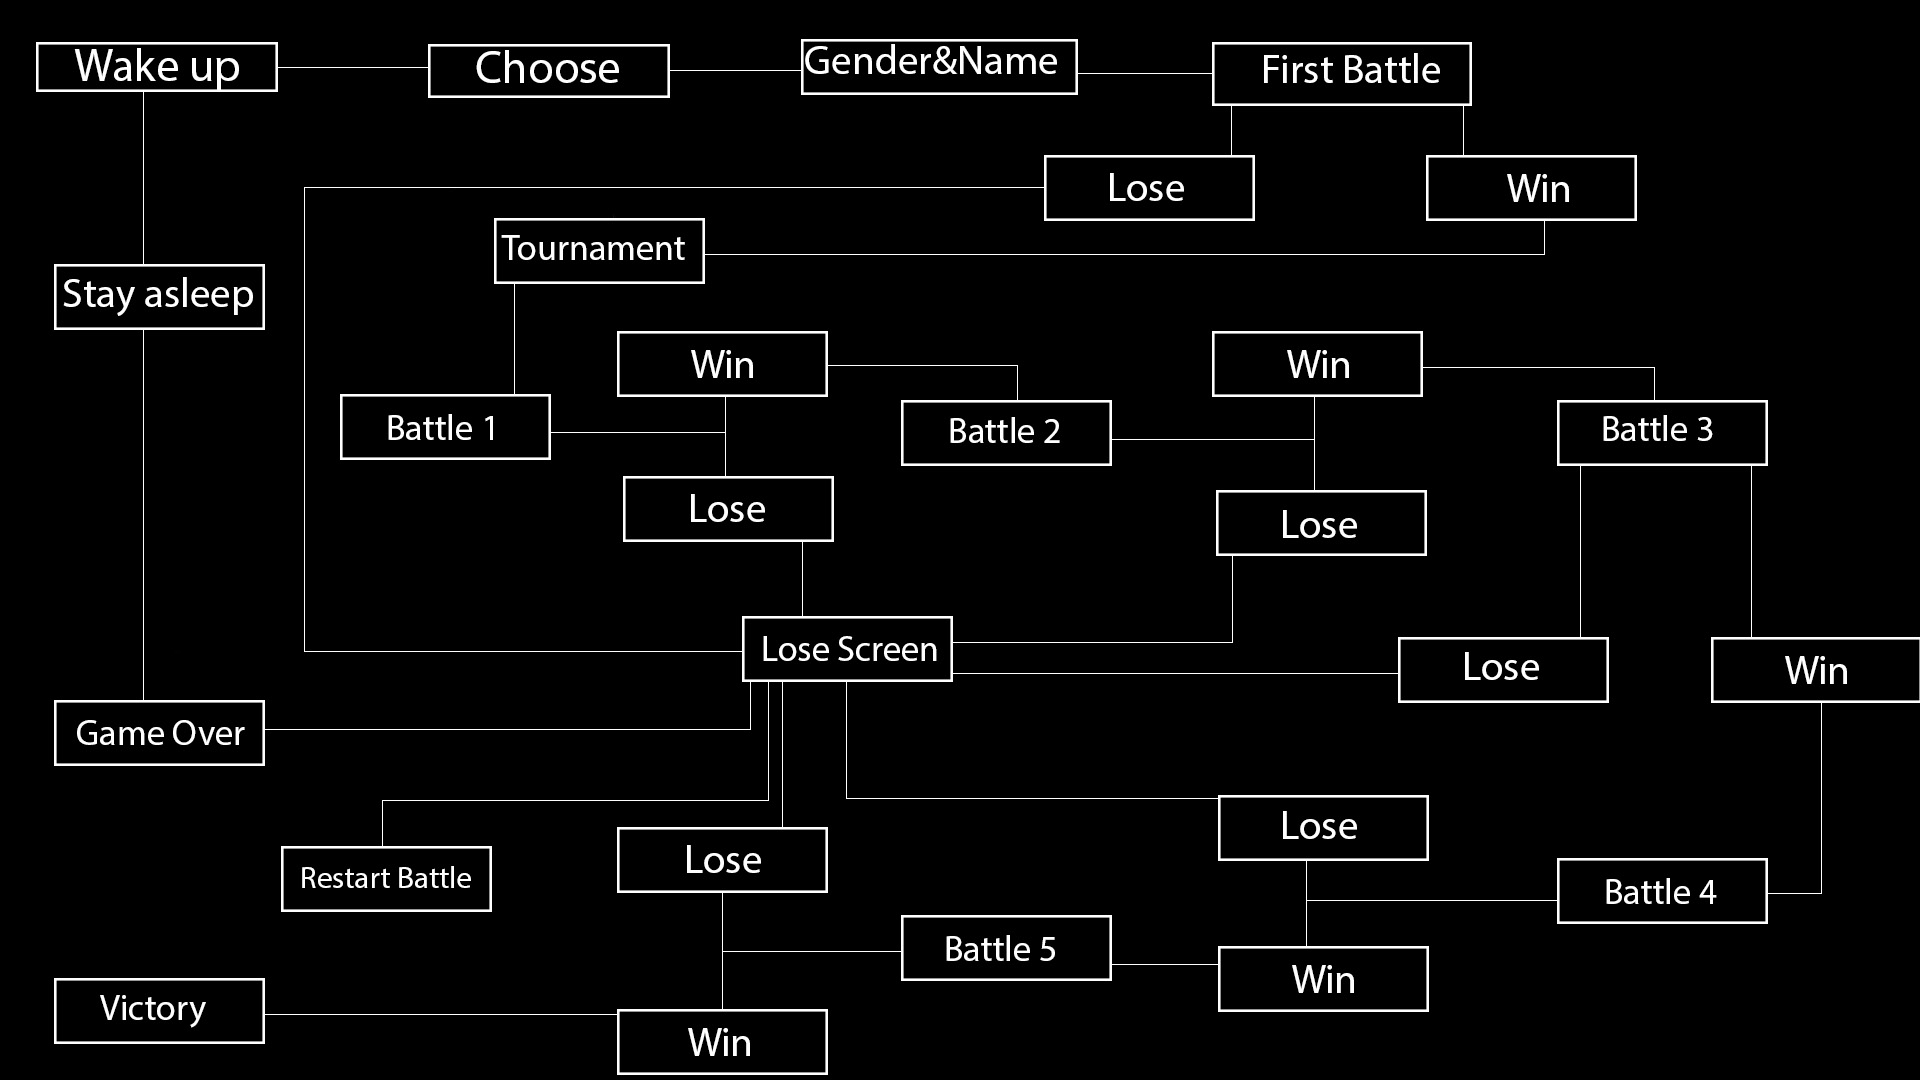 Wake up
Choose
Gender&Name
First Battle
Lose
Win
Tournament
Stay asleep
Win
Win
Battle 1
Battle 2
Battle 3
Lose
Lose
Lose Screen
Lose
Win
Game Over
Lose
Lose
Restart Battle
Battle 4
Battle 5
Win
Victory
Win